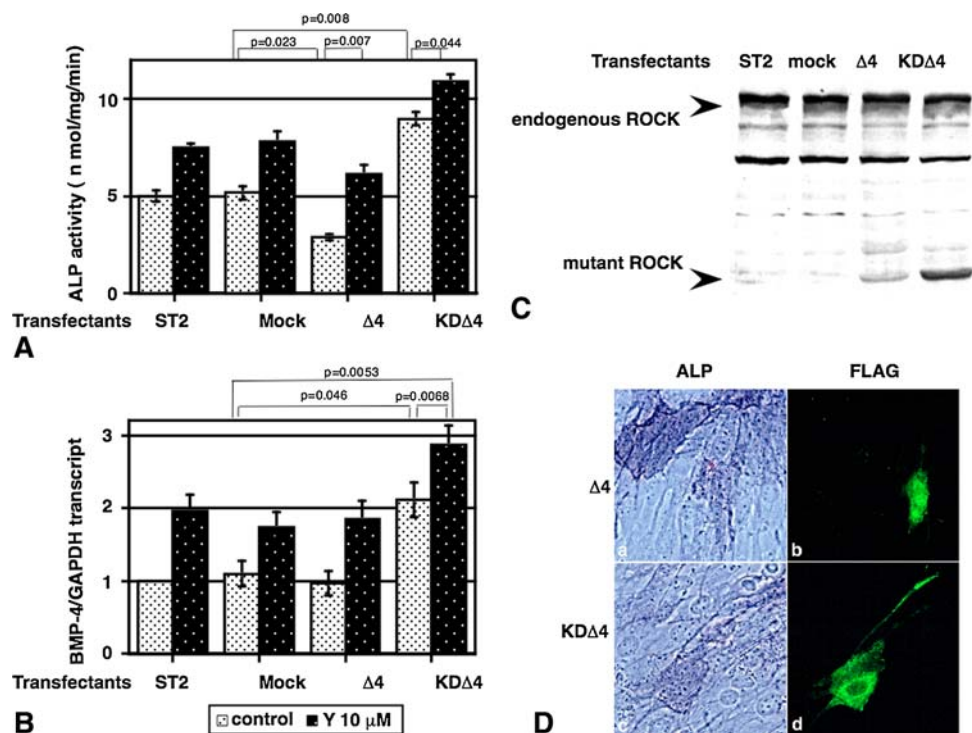 p=0.008
p=0.023
p=0.007
p=0.044
ALP activity ( n mol/mg/min)
10
5
0
Transfectants ST2 Mock Δ4 KDΔ4
A
p=0.0053
p=0.046
p=0.0068
BMP-4/GAPDH transcript
3
2
1
0
Transfectants ST2 Mock Δ4 KDΔ4
control Y 10 μM
B
Transfectants ST2 mock Δ4 KDΔ4
endogenous ROCK
mutant ROCK
C
ALP FLAG
Δ4
a b
KDΔ4
c d
D